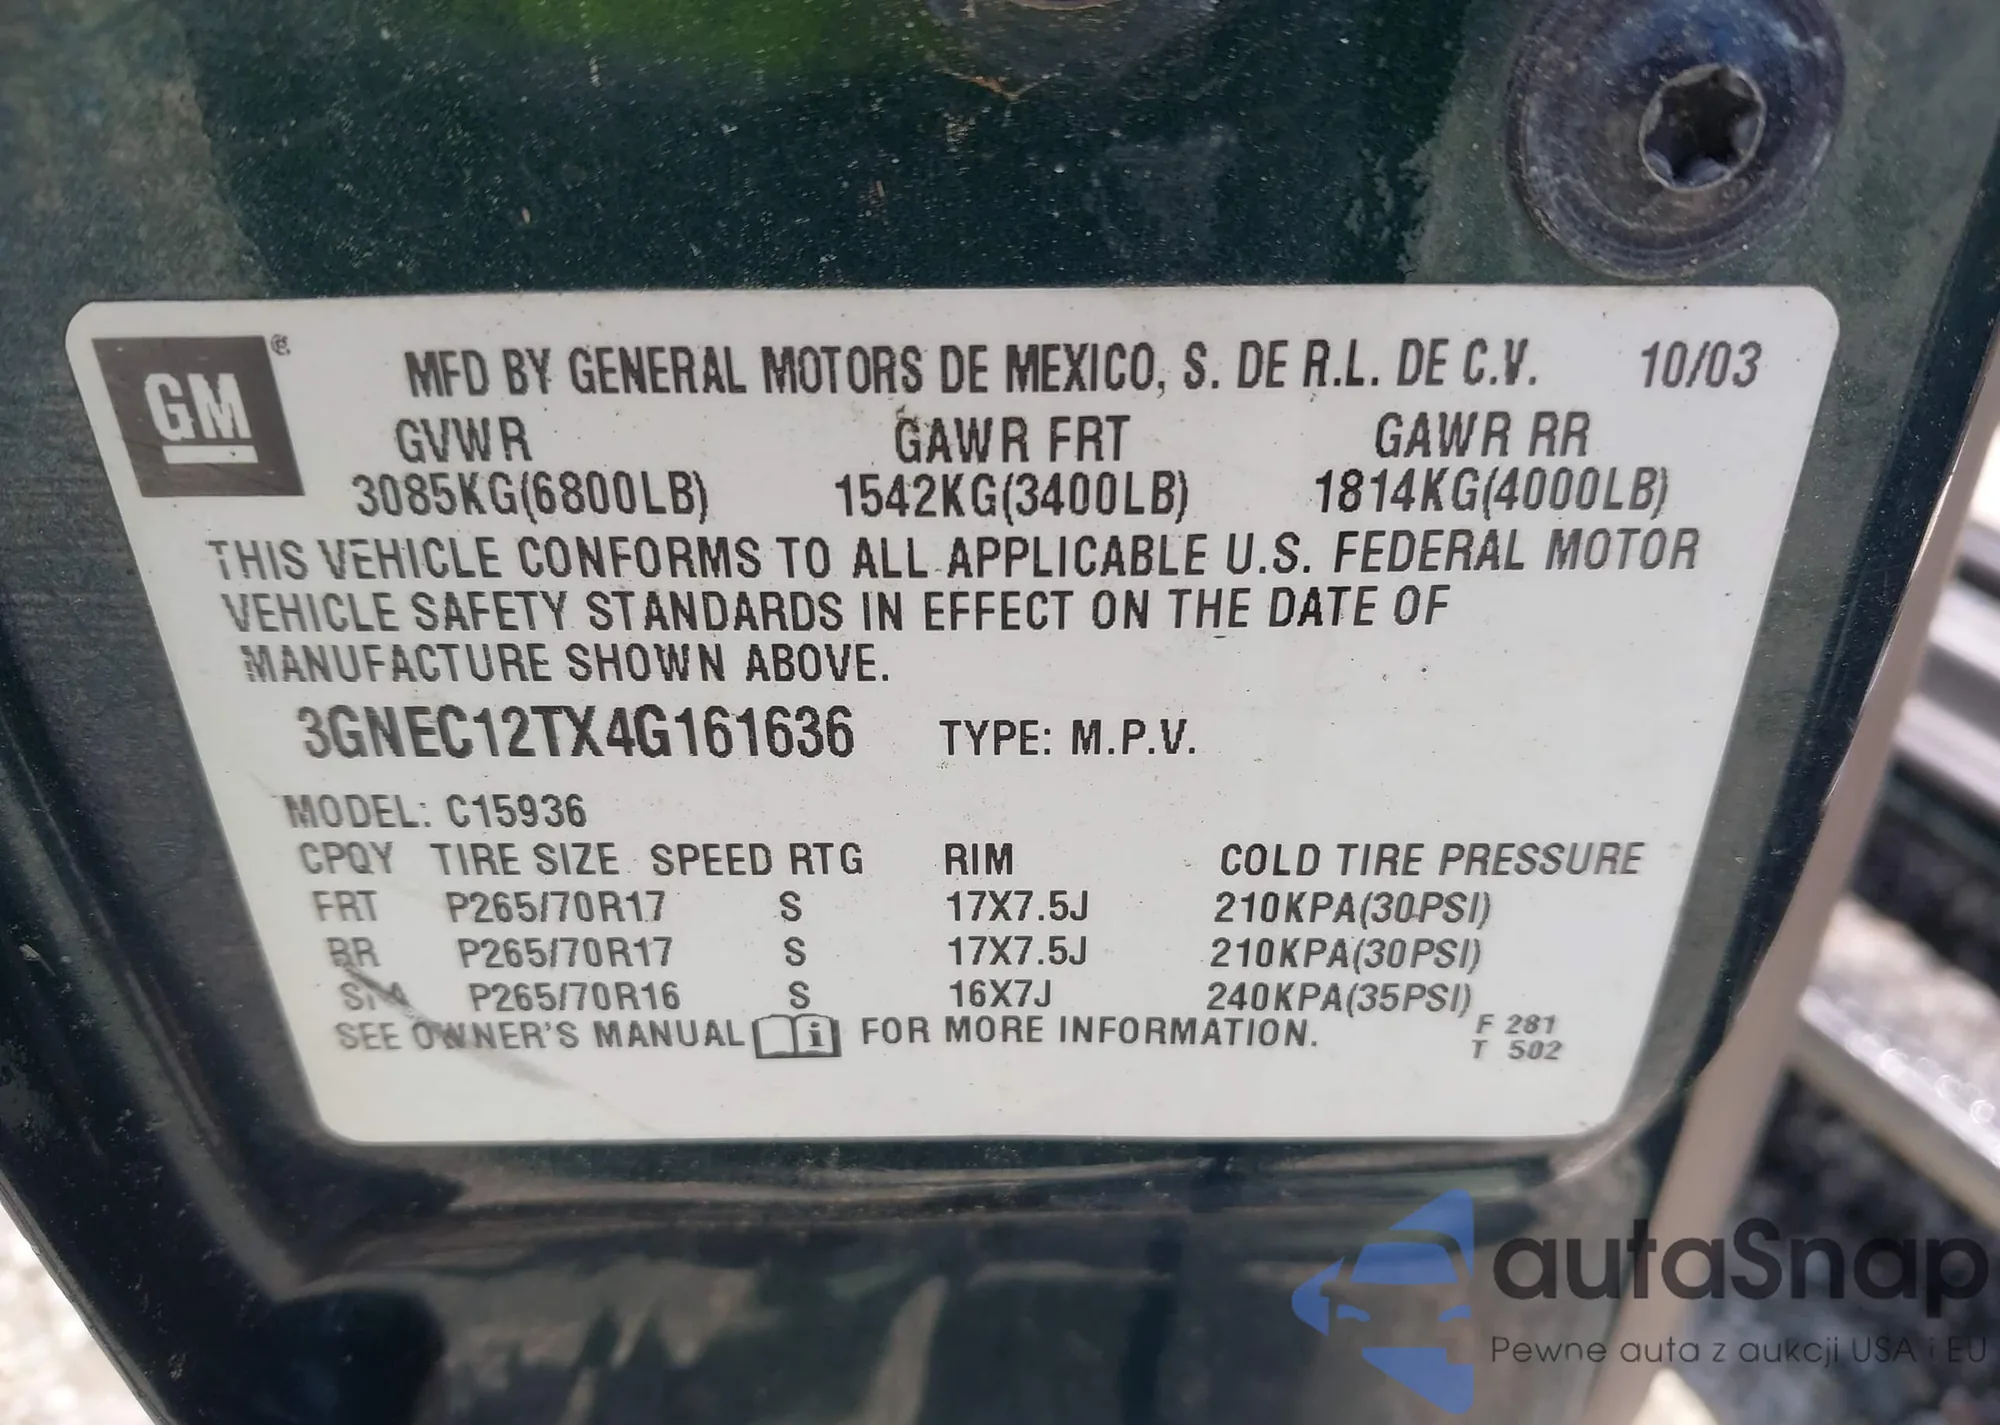 GM®
MFD BY GENERAL MOTORS DE MEXICO, S. DE R.L. DE C.V. 10/03
GVWR GAWR FRT GAWR RR
3085KG(6800LB) 1542KG(3400LB) 1814KG(4000LB)
THIS VEHICLE CONFORMS TO ALL APPLICABLE U.S. FEDERAL MOTOR
VEHICLE SAFETY STANDARDS IN EFFECT ON THE DATE OF
MANUFACTURE SHOWN ABOVE.
3GNEC12TX4G161636 TYPE: M.P.V.
MODEL: C15936
CPQY TIRE SIZE SPEED RTG RIM COLD TIRE PRESSURE
FRT P265/70R17 S 17X7.5J 210KPA(30PSI)
RR P265/70R17 S 17X7.5J 210KPA(30PSI)
P265/70R16 S 16X7J 240KPA(35PSI)
SEE OWNER'S MANUAL i FOR MORE INFORMATION.
F 281
T 502
autaSnap
Pewne auta z aukcji USA i EU